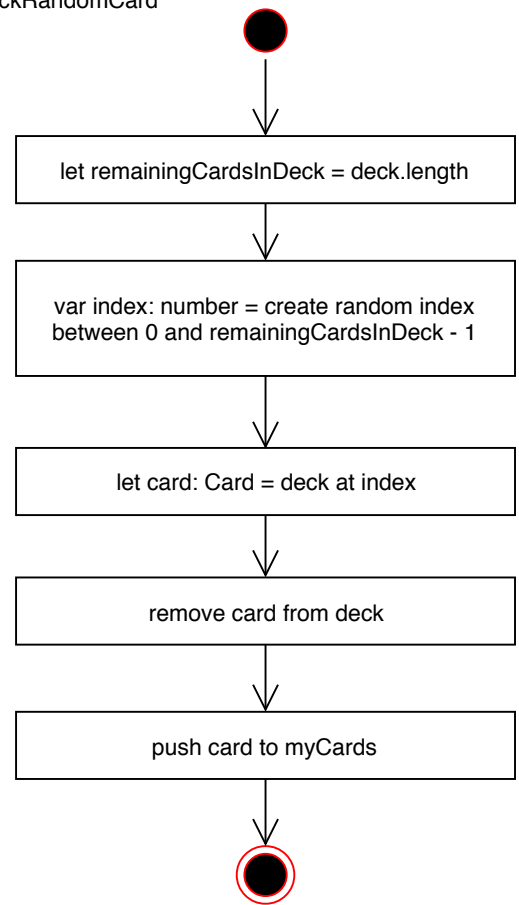 ckRandomCard
let remainingCardsInDeck = deck.length
var index: number = create random index
between 0 and remainingCardsInDeck - 1
let card: Card = deck at index
remove card from deck
push card to myCards